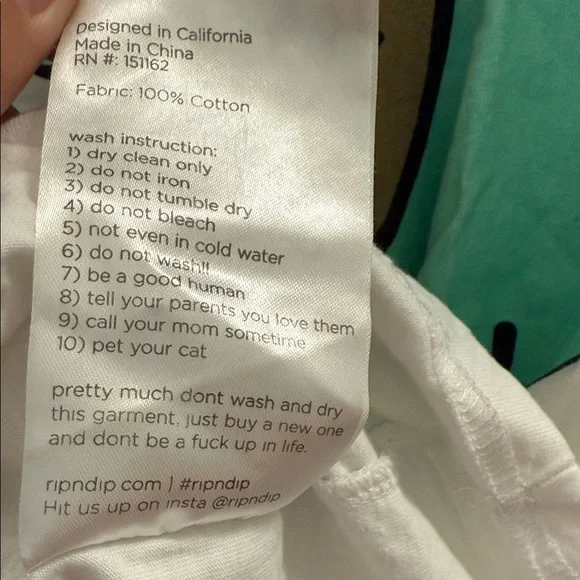 Designed in California
Made in China
RN #: 151162
Fabric: 100% Cotton
wash instruction:
1) dry clean only
2) do not iron
3) do not tumble dry
4) do not bleach
5) not even in cold water
6) do not wash!!
7) be a good human
8) tell your parents you love them
9) call your mom sometime
10) pet your cat
pretty much dont wash and dry
this garment, just buy a new one
and dont be a fuck up in life.
ripndip com | #ripndip
Hit us up on insta @ripndip